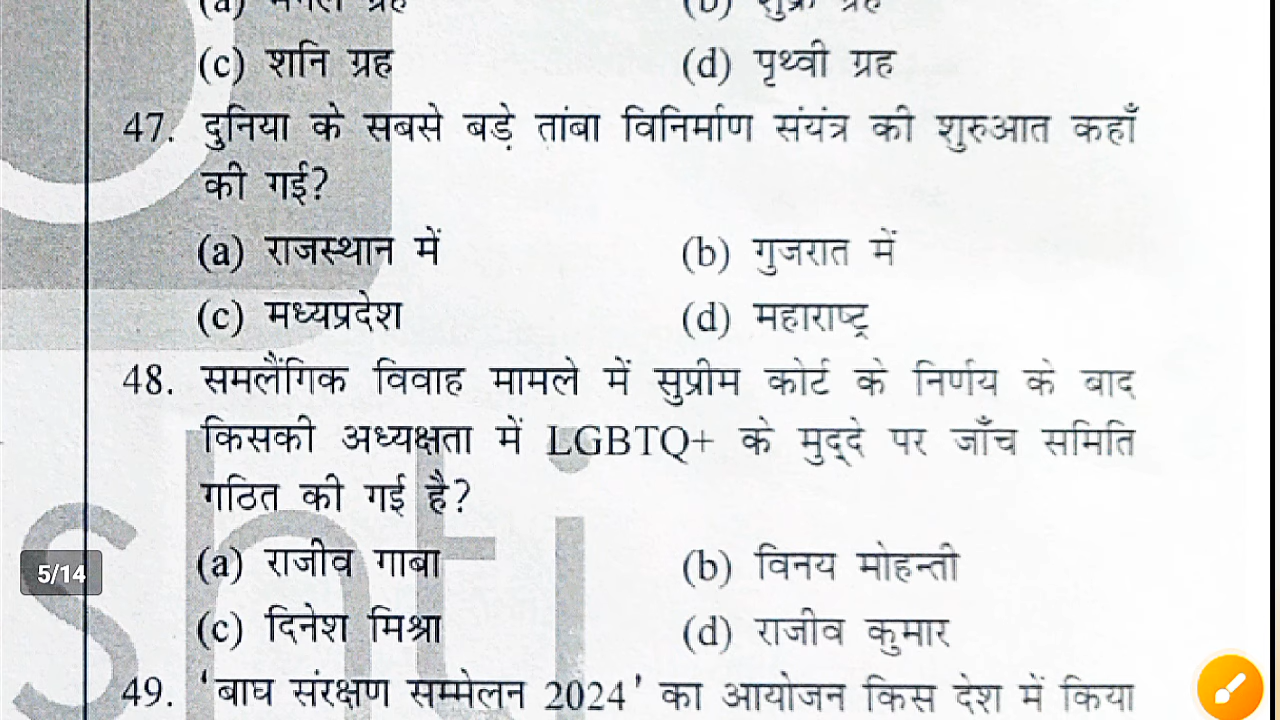 (c) शनि ग्रह (d) पृथ्वी ग्रह
47. दुनिया के सबसे बड़े तांबा विनिर्माण संयंत्र की शुरुआत कहाँ
की गई?
(a) राजस्थान में (b) गुजरात में
(c) मध्यप्रदेश (d) महाराष्ट्र
48. समलैंगिक विवाह मामले में सुप्रीम कोर्ट के निर्णय के बाद
किसकी अध्यक्षता में LGBTQ+ के मुद्दे पर जाँच समिति
गठित की गई है?
(a) राजीव गाबा (b) विनय मोहन्ती
5/14
(c) दिनेश मिश्रा (d) राजीव कुमार
49. 'बाघ संरक्षण सम्मेलन 2024' का आयोजन किस देश में किया